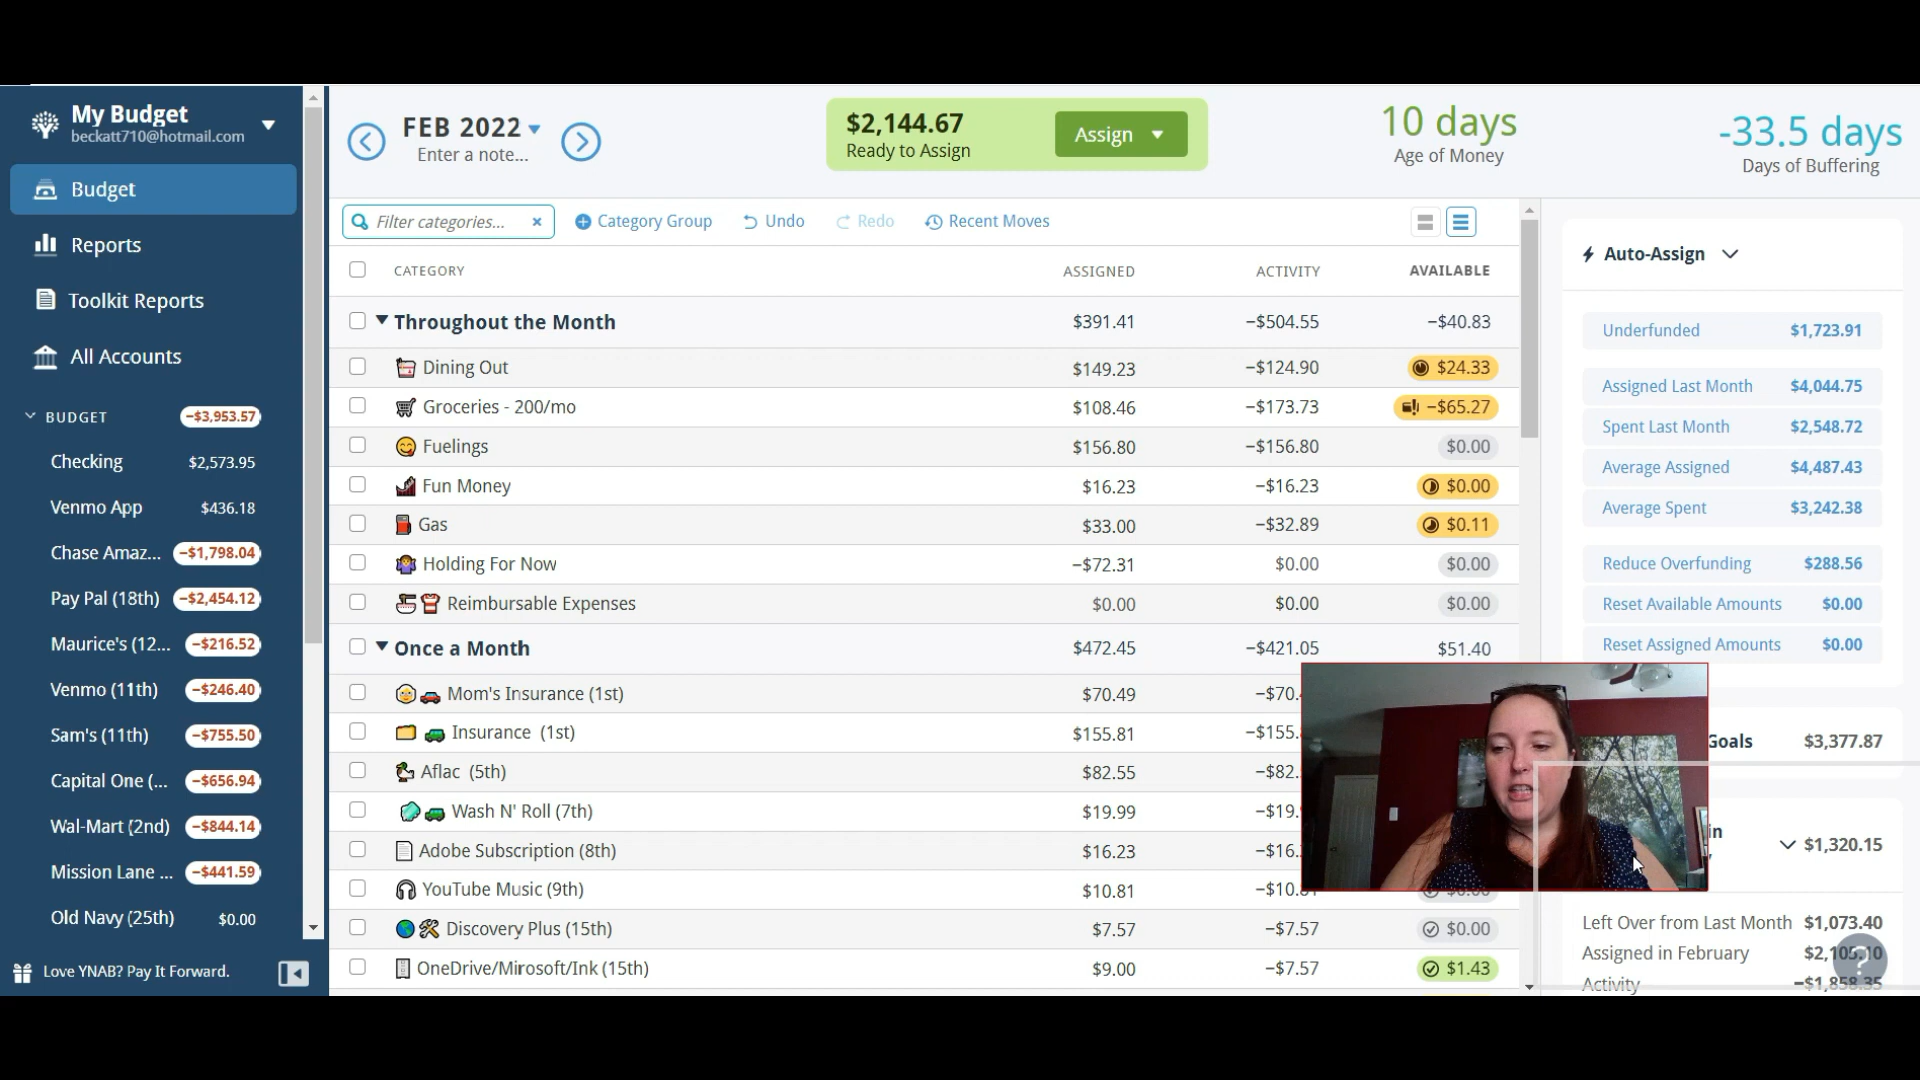 My Budget
beckatt710@hotmail.com
Budget
Reports
Toolkit Reports
All Accounts
BUDGET −$3,953.57
Checking $2,573.95
Venmo App $436.18
Chase Amaz... −$1,798.04
Pay Pal (18th) −$2,454.12
Maurice's (12... −$216.52
Venmo (11th) −$246.40
Sam's (11th) −$755.50
Capital One (... −$656.94
Wal-Mart (2nd) −$844.14
Mission Lane ... −$441.59
Old Navy (25th) $0.00
Love YNAB? Pay It Forward.
FEB 2022
Enter a note...
$2,144.67
Ready to Assign
Assign
10 days
Age of Money
-33.5 days
Days of Buffering
Filter categories...
Category Group
Undo
Redo
Recent Moves
CATEGORY ASSIGNED ACTIVITY AVAILABLE
Throughout the Month $391.41 −$504.55 −$40.83
Dining Out $149.23 −$124.90 $24.33
Groceries - 200/mo $108.46 −$173.73 −$65.27
Fuelings $156.80 −$156.80 $0.00
Fun Money $16.23 −$16.23 $0.00
Gas $33.00 −$32.89 $0.11
Holding For Now −$72.31 $0.00 $0.00
Reimbursable Expenses $0.00 $0.00 $0.00
Once a Month $472.45 −$421.05 $51.40
Mom's Insurance (1st) $70.49 −$70.
Insurance (1st) $155.81 −$155.
Aflac (5th) $82.55 −$82.
Wash N' Roll (7th) $19.99 −$19.
Adobe Subscription (8th) $16.23 −$16.
YouTube Music (9th) $10.81 −$10.
Discovery Plus (15th) $7.57 −$7.57 $0.00
OneDrive/Mirosoft/Ink (15th) $9.00 −$7.57 $1.43
Auto-Assign
Underfunded $1,723.91
Assigned Last Month $4,044.75
Spent Last Month $2,548.72
Average Assigned $4,487.43
Average Spent $3,242.38
Reduce Overfunding $288.56
Reset Available Amounts $0.00
Reset Assigned Amounts $0.00
Goals $3,377.87
in
$1,320.15
Left Over from Last Month $1,073.40
Assigned in February
Activity −$1,858.35
?